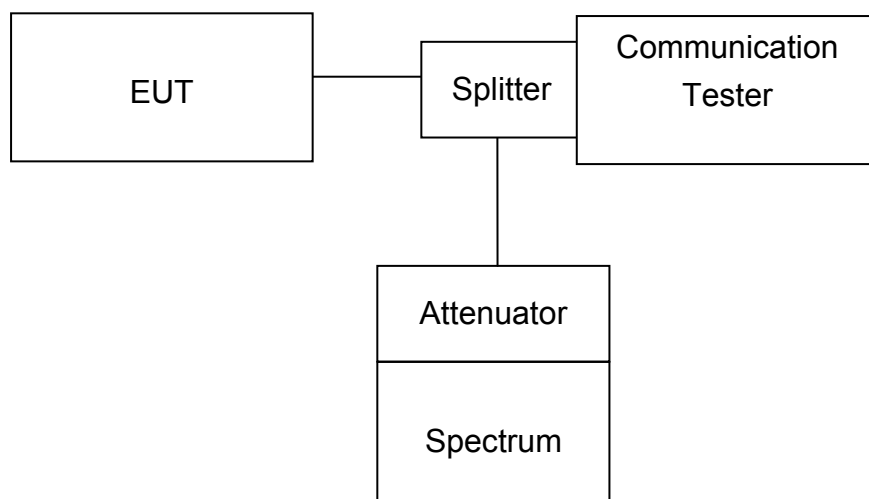 EUT
Splitter
Communication
Tester
Attenuator
Spectrum